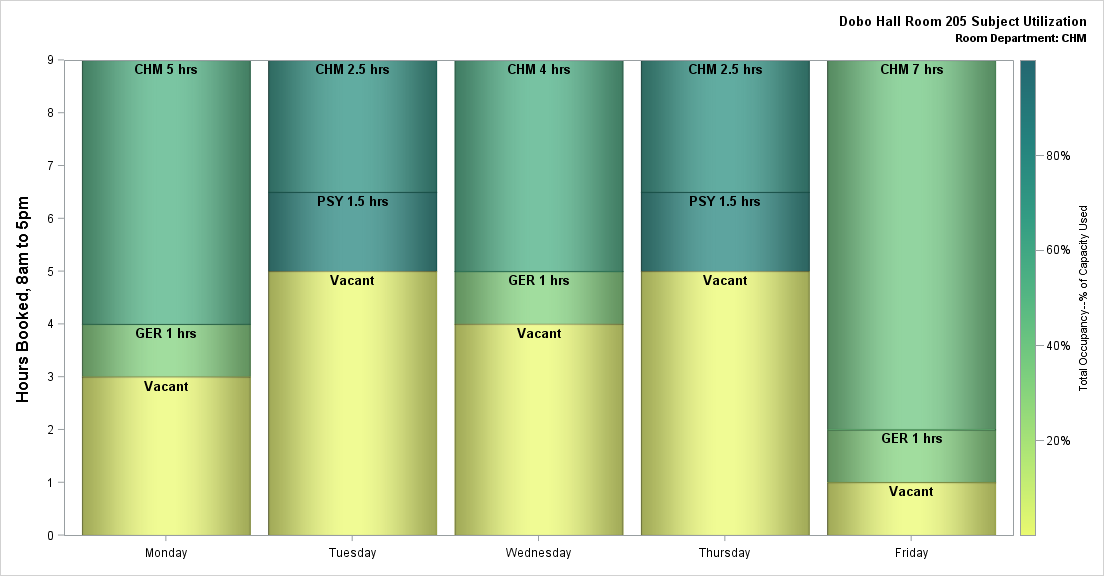 Dobo Hall Room 205 Subject Utilization
Room Department: CHM
Hours Booked, 8am to 5pm
9
8
7
6
5
4
3
2
1
0
CHM 5 hrs
GER 1 hrs
Vacant
CHM 2.5 hrs
PSY 1.5 hrs
Vacant
CHM 4 hrs
GER 1 hrs
Vacant
CHM 2.5 hrs
PSY 1.5 hrs
Vacant
CHM 7 hrs
GER 1 hrs
Vacant
Monday
Tuesday
Wednesday
Thursday
Friday
80%
60%
40%
20%
Total Occupancy--% of Capacity Used